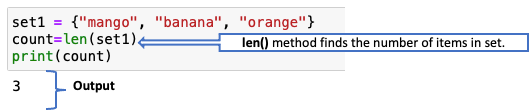 set1 = {"mango", "banana", "orange"}
count=len(set1)
len() method finds the number of items in set.
print(count)
3
Output